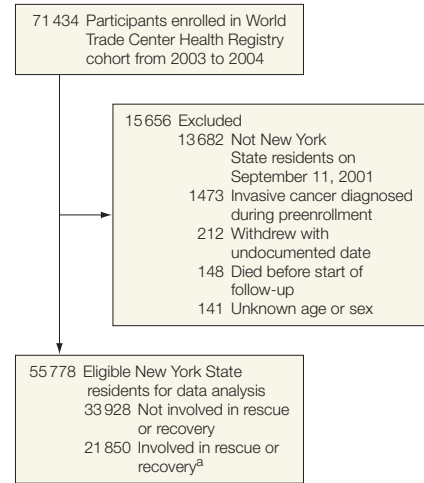 71 434 Participants enrolled in World
Trade Center Health Registry
cohort from 2003 to 2004
15 656 Excluded
13 682 Not New York
State residents on
September 11, 2001
1473 Invasive cancer diagnosed
during preenrollment
212 Withdrew with
undocumented date
148 Died before start of
follow-up
141 Unknown age or sex
55 778 Eligible New York State
residents for data analysis
33 928 Not involved in rescue
or recovery
21 850 Involved in rescue or
recoveryª